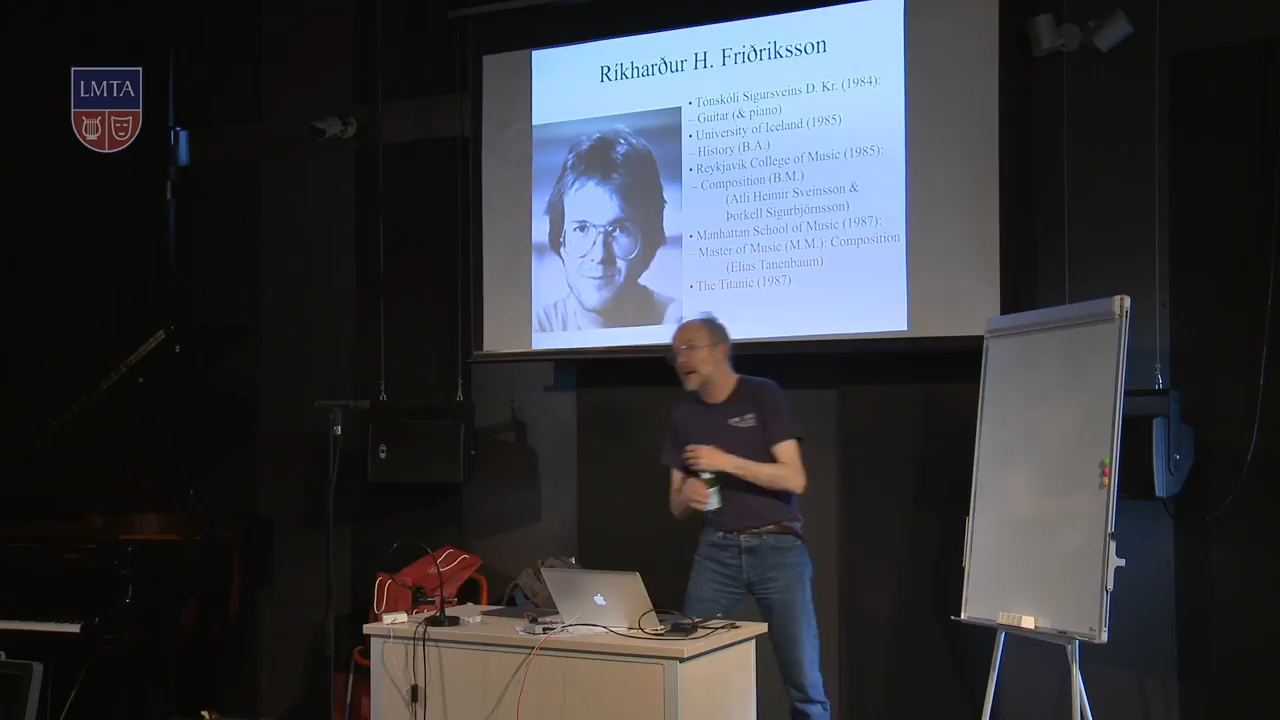 LMTA
Ríkharður H. Friðriksson
• Tónskóli Sigursveins D. Kr. (1984):
– Guitar (& piano)
• University of Iceland (1985)
– History (B.A.)
• Reykjavík College of Music (1985):
– Composition (B.M.)
(Atli Heimir Sveinsson &
Þorkell Sigurbjörnsson)
• Manhattan School of Music (1987):
– Master of Music (M.M.): Composition
(Elias Tanenbaum)
• The Titanic (1987)